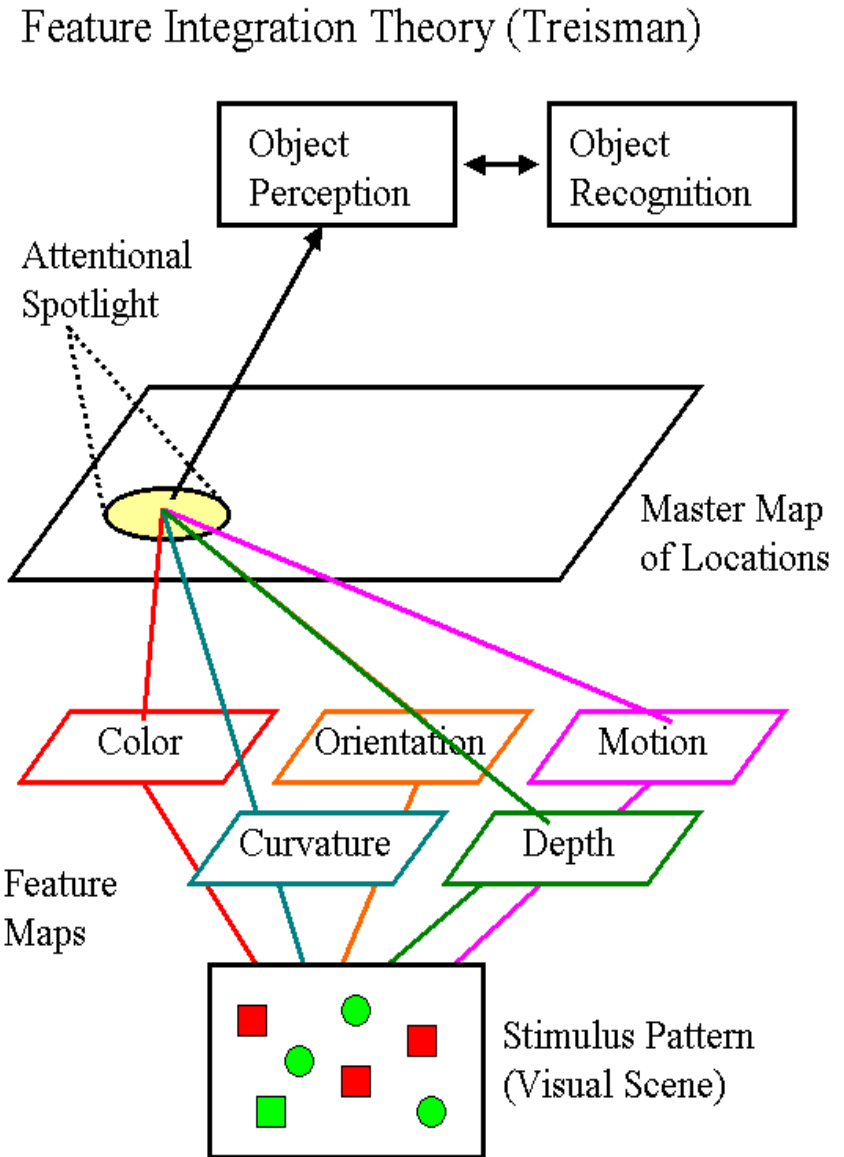 Feature Integration Theory (Treisman)
Object
Perception
Object
Recognition
Attentional
Spotlight
Master Map
of Locations
Color
Orientation
Motion
Curvature
Depth
Feature
Maps
Stimulus Pattern
(Visual Scene)